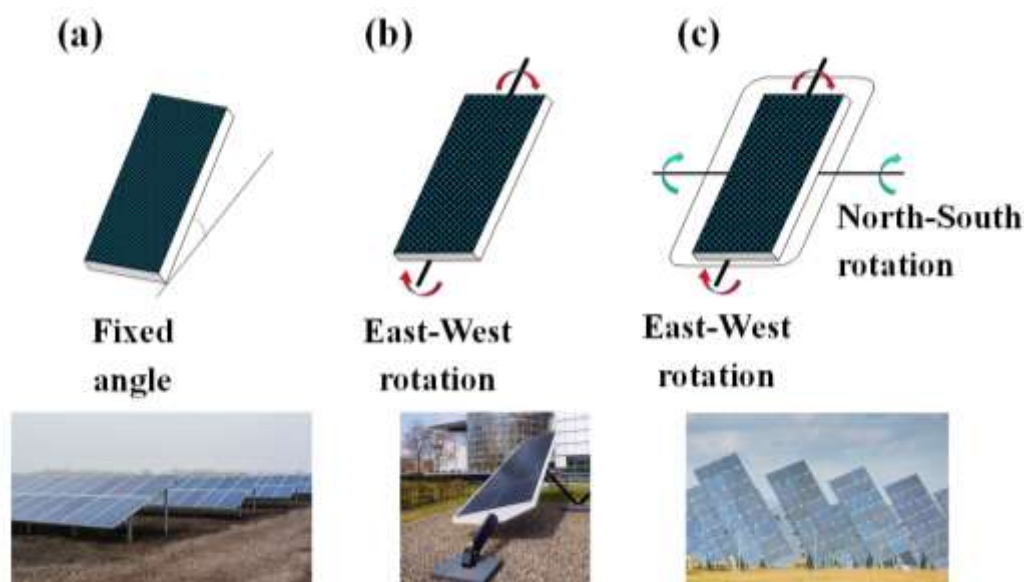 (a)
(b)
(c)
North-South
rotation
Fixed
angle
East-West
rotation
East-West
rotation